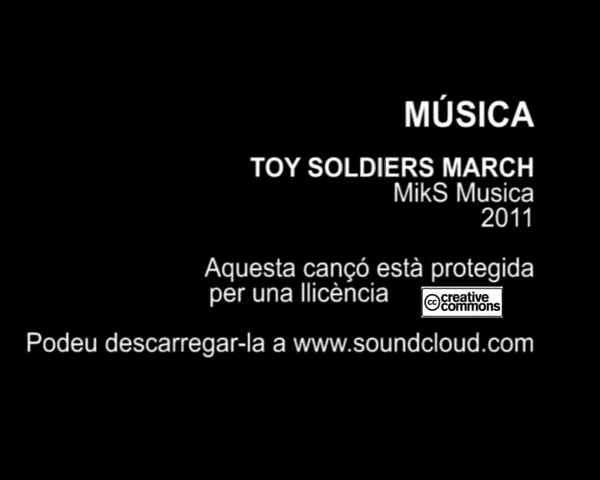 MÚSICA
TOY SOLDIERS MARCH
MikS Musica
2011
Aquesta cançó està protegida
per una llicència cc creative commons
Podeu descarregar-la a www.soundcloud.com